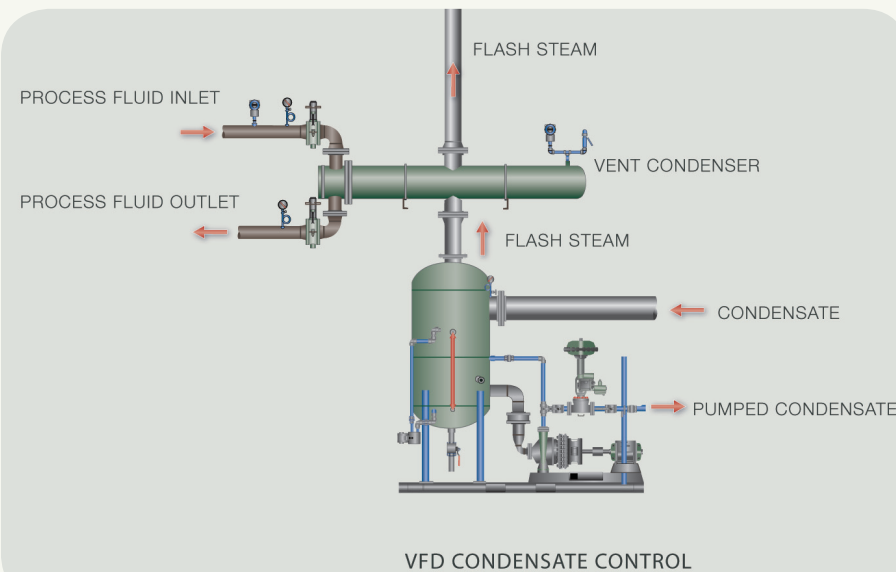 FLASH STEAM
PROCESS FLUID INLET
VENT CONDENSER
PROCESS FLUID OUTLET
FLASH STEAM
CONDENSATE
PUMPED CONDENSATE
VFD CONDENSATE CONTROL